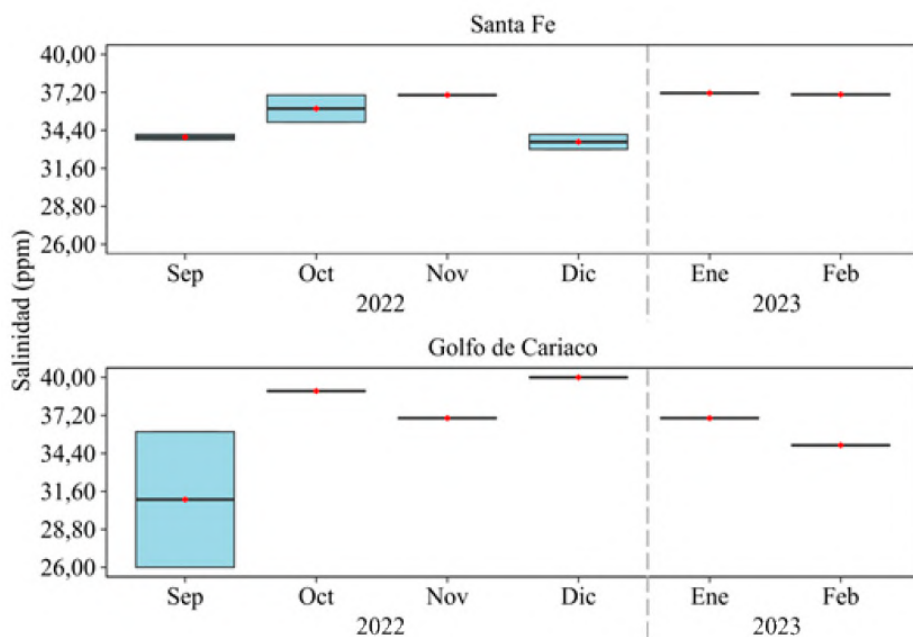 Santa Fe
40,00
37,20
34,40
31,60
28,80
26,00
Sep Oct Nov Dic Ene Feb
2022 2023
Salinidad (ppm)
Golfo de Cariaco
40,00
37,20
34,40
31,60
28,80
26,00
Sep Oct Nov Dic Ene Feb
2022 2023